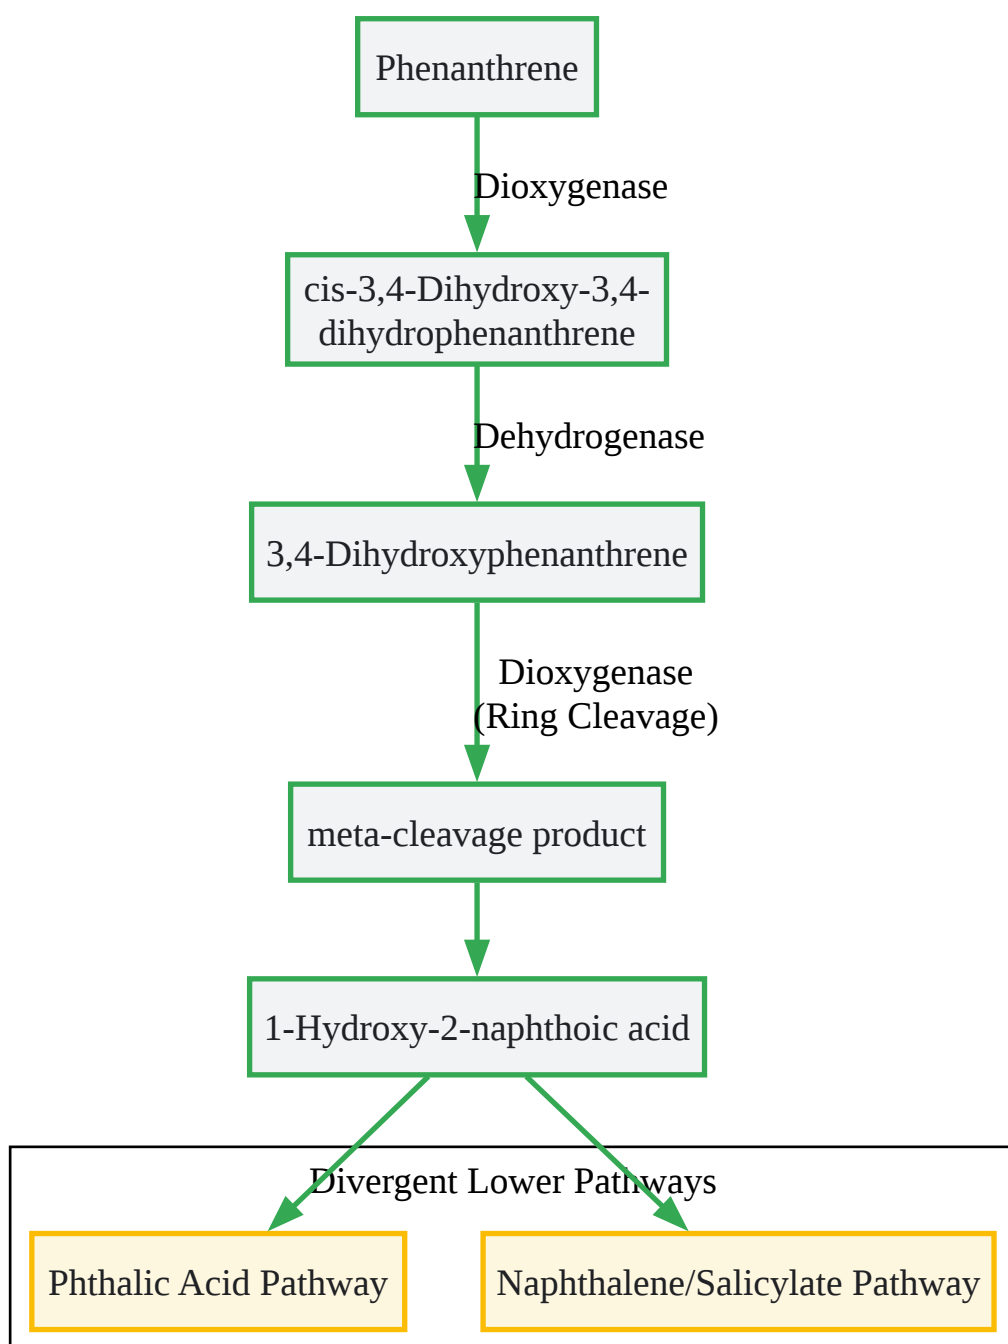 Phenanthrene
Dioxygenase
cis-3,4-Dihydroxy-3,4-
dihydrophenanthrene
Dehydrogenase
3,4-Dihydroxyphenanthrene
Dioxygenase
(Ring Cleavage)
meta-cleavage product
1-Hydroxy-2-naphthoic acid
Divergent Lower Pathways
Phthalic Acid Pathway
Naphthalene/Salicylate Pathway